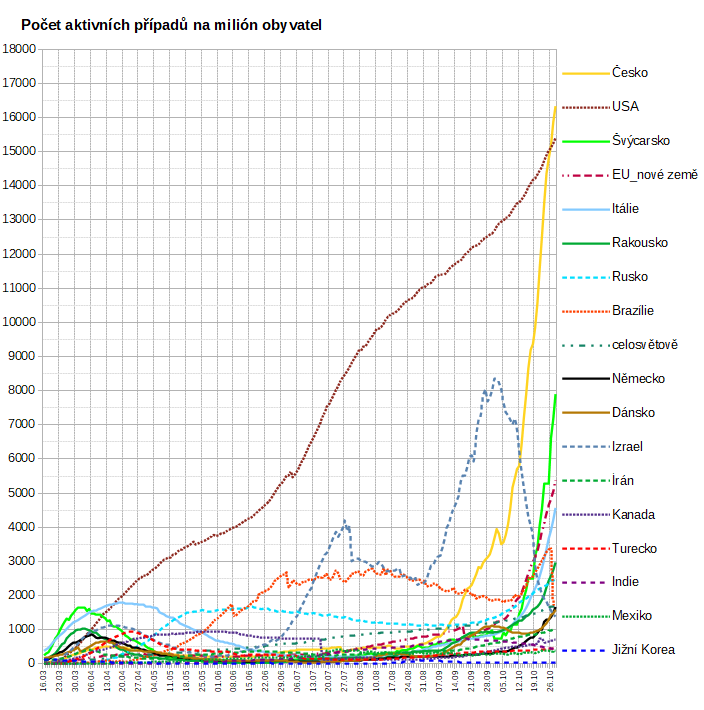 Počet aktivních případů na milión obyvatel
18000
17000
16000
15000
14000
13000
12000
11000
10000
9000
8000
7000
6000
5000
4000
3000
2000
1000
0
16.03
23.03
30.03
06.04
13.04
20.04
27.04
04.05
11.05
18.05
25.05
01.06
08.06
15.06
22.06
29.06
06.07
13.07
20.07
27.07
03.08
10.08
17.08
24.08
31.08
07.09
14.09
21.09
28.09
05.10
12.10
19.10
26.10
Česko
USA
Švýcarsko
EU_nové země
Itálie
Rakousko
Rusko
Brazílie
celosvětově
Německo
Dánsko
Izrael
Írán
Kanada
Turecko
Indie
Mexiko
Jižní Korea